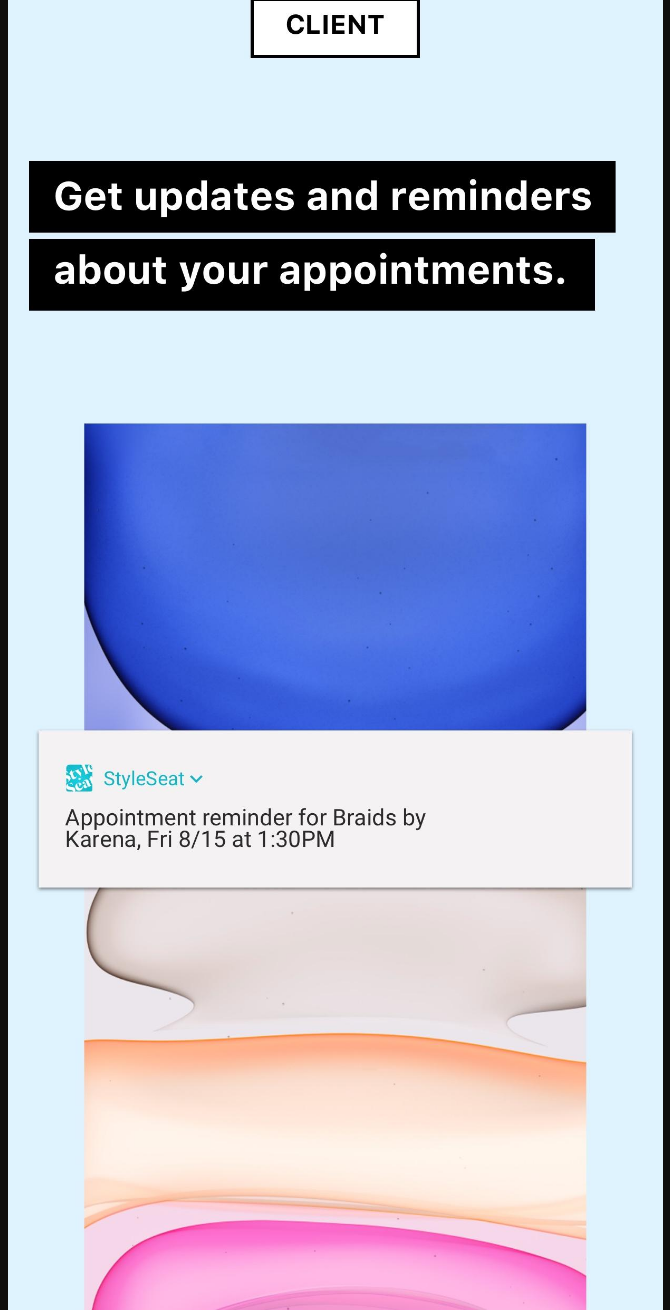 CLIENT
Get updates and reminders
about your appointments.
StyleSeat
Appointment reminder for Braids by
Karena, Fri 8/15 at 1:30PM